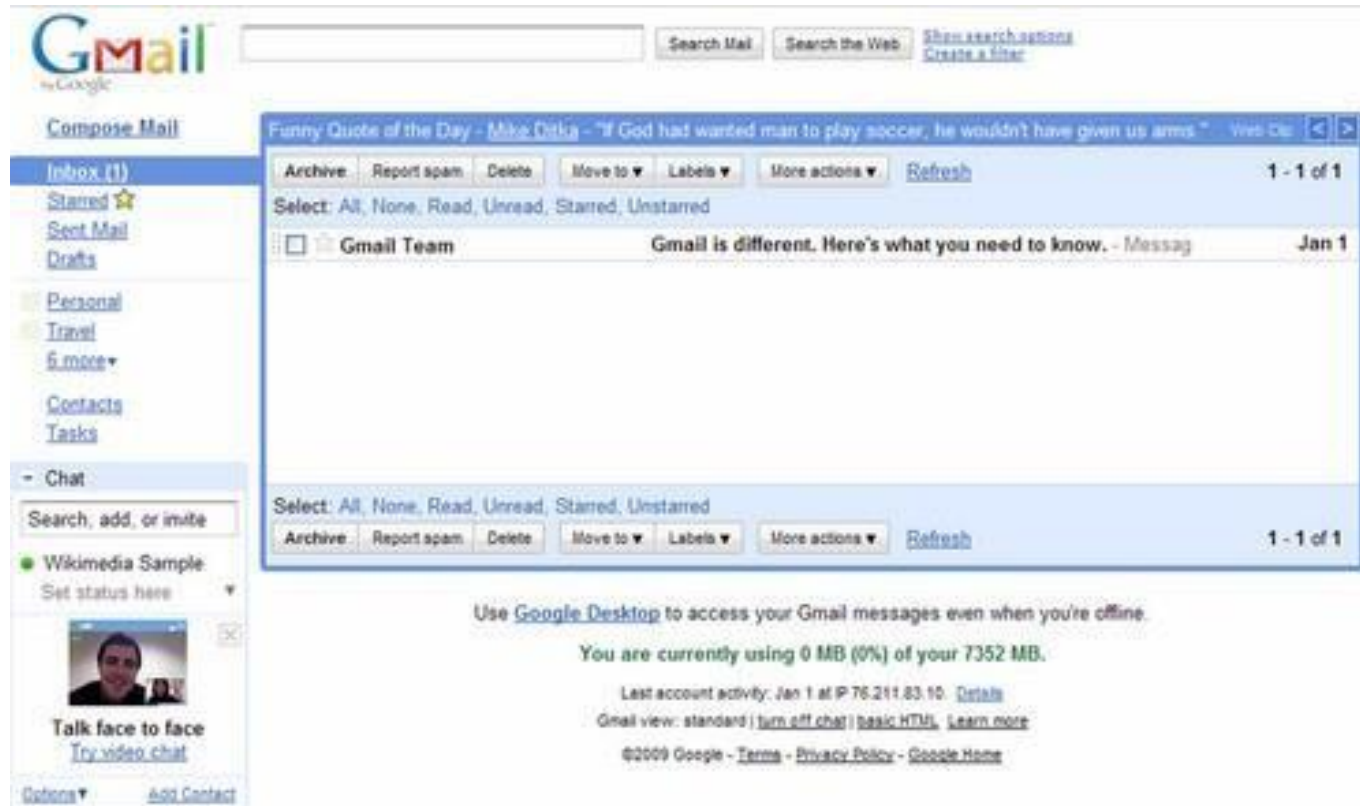 Gmail
by Google
Search Mail Search the Web Show search options
Create a filter
Compose Mail
Inbox (1)
Starred
Sent Mail
Drafts
Personal
Travel
6 more▾
Contacts
Tasks
- Chat
Search, add, or invite
Wikimedia Sample
Set status here
Talk face to face
Try video chat
Options▼ Add Contact
Funny Quote of the Day - Mike Ditka - "If God had wanted man to play soccer, he wouldn't have given us arms." Web Clip < >
Archive Report spam Delete Move to ▼ Labels ▼ More actions ▼ Refresh 1 - 1 of 1
Select: All, None, Read, Unread, Starred, Unstarred
Gmail Team Gmail is different. Here's what you need to know. - Messag Jan 1
Select: All, None, Read, Unread, Starred, Unstarred
Archive Report spam Delete Move to ▼ Labels ▼ More actions ▼ Refresh 1 - 1 of 1
Use Google Desktop to access your Gmail messages even when you're offline.
You are currently using 0 MB (0%) of your 7352 MB.
Last account activity: Jan 1 at IP 76.211.83.10. Details
Gmail view: standard | turn off chat | basic HTML Learn more
©2009 Google - Terms - Privacy Policy - Google Home